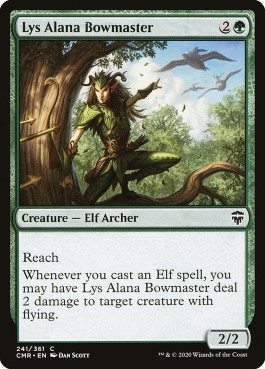 Lys Alana Bowmaster 2
Creature — Elf Archer
Reach
Whenever you cast an Elf spell, you
may have Lys Alana Bowmaster deal
2 damage to target creature with
flying.
2/2
241/361 C
CMR • EN DAN SCOTT
™ & © 2020 Wizards of the Coast